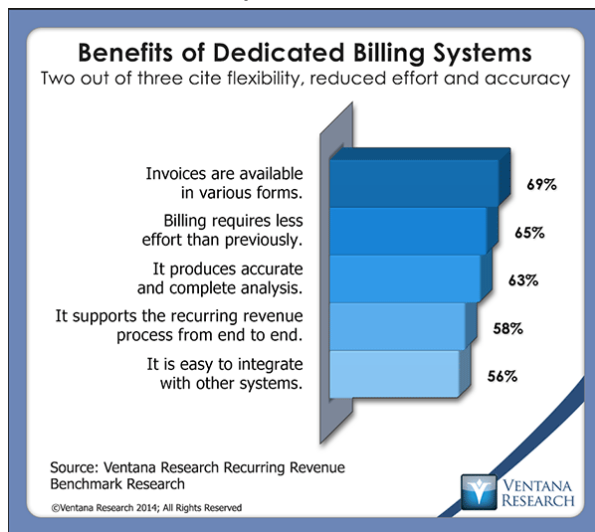 Benefits of Dedicated Billing Systems
Two out of three cite flexibility, reduced effort and accuracy
Invoices are available
in various forms.
69%
Billing requires less
effort than previously.
65%
It produces accurate
and complete analysis.
63%
It supports the recurring revenue
process from end to end.
58%
It is easy to integrate
with other systems.
56%
Source: Ventana Research Recurring Revenue
Benchmark Research
©Ventana Research 2014; All Rights Reserved
VENTANA
RESEARCH